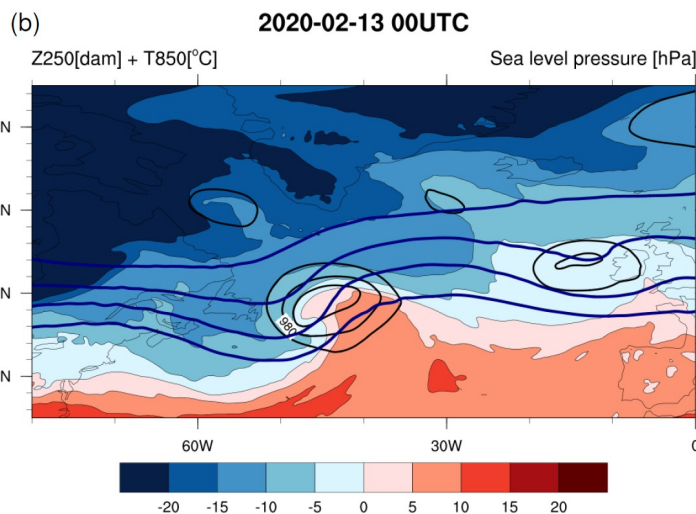 (b)
2020-02-13 00UTC
Z250[dam] + T850[°C]
Sea level pressure [hPa]
N
N
N
N
980
60W
30W
0
-20 -15 -10 -5 0 5 10 15 20